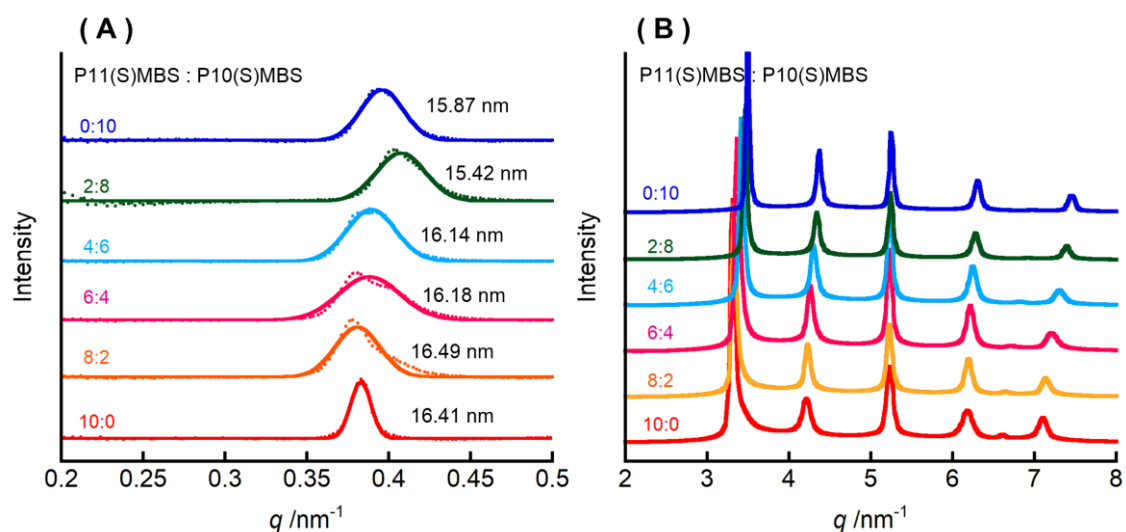 ( A )
P11(S)MBS : P10(S)MBS
0:10
15.87 nm
2:8
15.42 nm
4:6
16.14 nm
6:4
16.18 nm
8:2
16.49 nm
10:0
16.41 nm
Intensity
0.2 0.25 0.3 0.35 0.4 0.45 0.5
q /nm-1
( B )
P11(S)MBS : P10(S)MBS
0:10
2:8
4:6
6:4
8:2
10:0
Intensity
2 3 4 5 6 7 8
q /nm-1